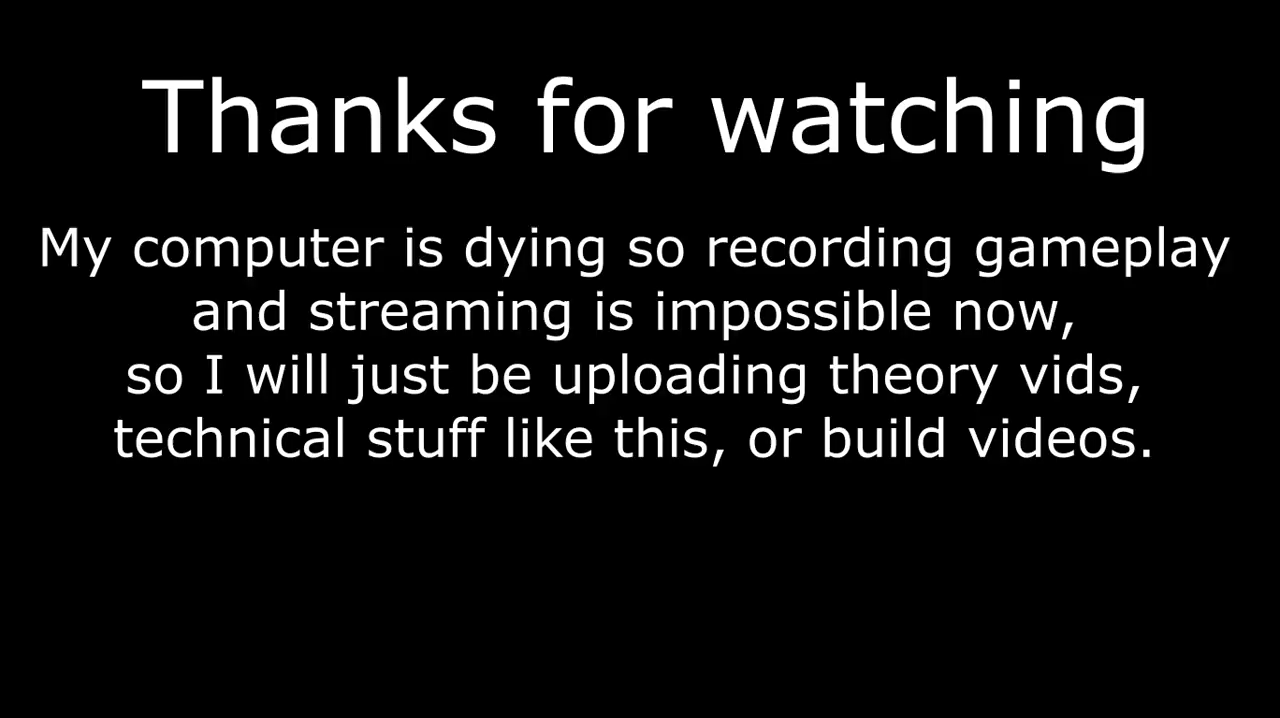 Thanks for watching
My computer is dying so recording gameplay
and streaming is impossible now,
so I will just be uploading theory vids,
technical stuff like this, or build videos.